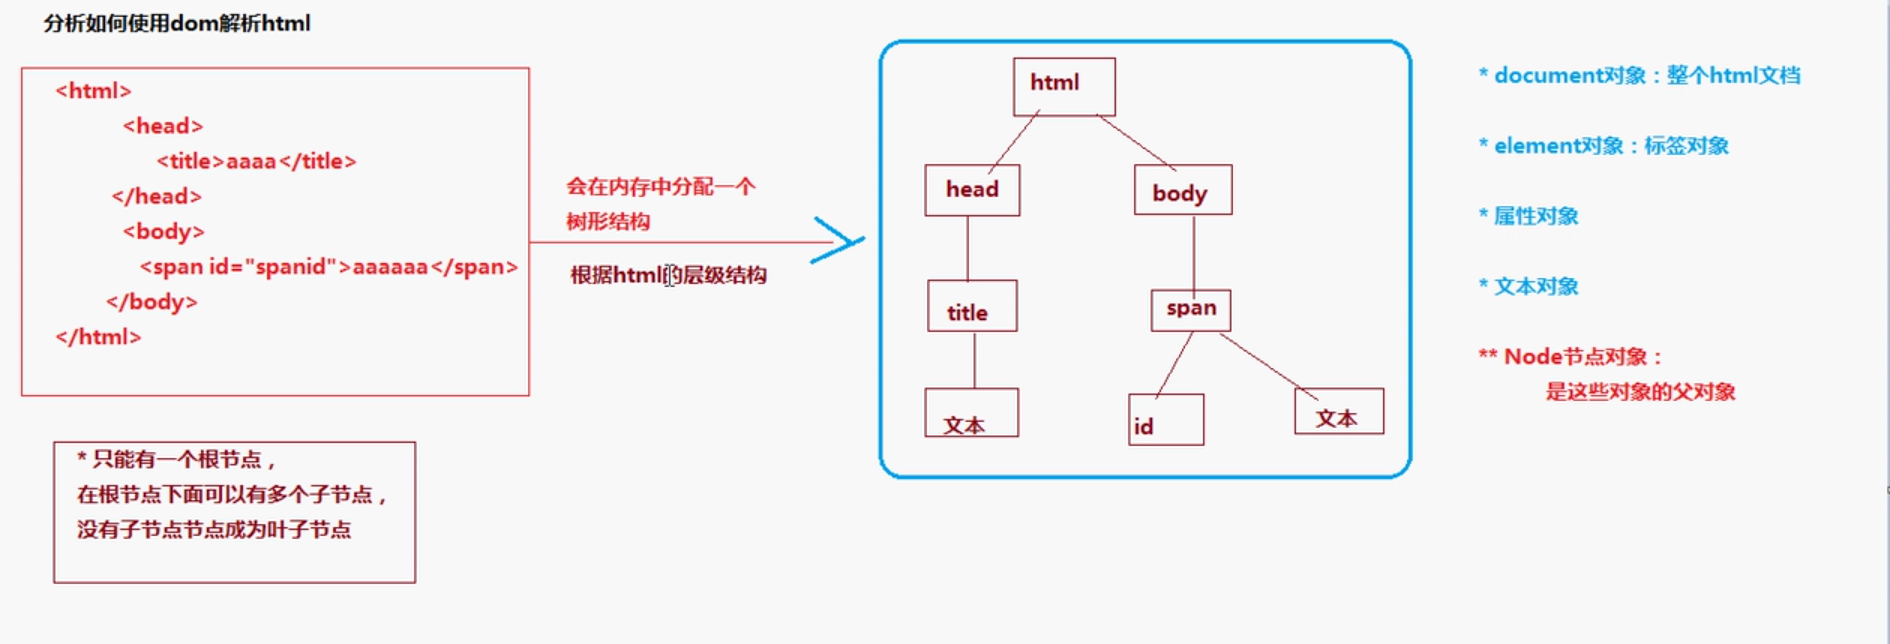 分析如何使用dom解析html
<html>
<head>
<title>aaaa</title>
</head>
<body>
<span id="spanid">aaaaaa</span>
</body>
</html>
* 只能有一个根节点，
在根节点下面可以有多个子节点，
没有子节点节点成为叶子节点
会在内存中分配一个
树形结构
根据html的层级结构
html
head
body
title
span
文本
id
文本
* document对象：整个html文档
* element对象：标签对象
* 属性对象
* 文本对象
** Node节点对象：
是这些对象的父对象